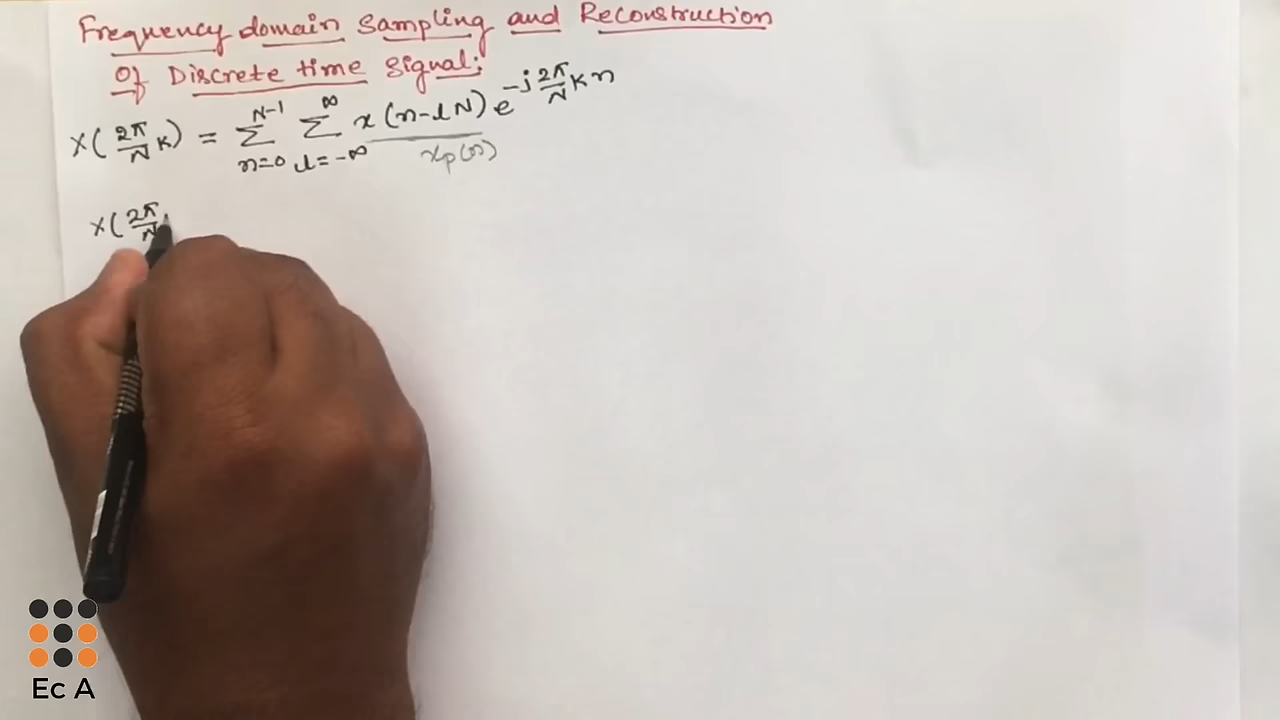 Frequency domain Sampling and Reconstruction
Of Discrete time Signal:
X(2π/N k) = Σ_{n=0}^{N-1} Σ_{l=-∞}^{∞} x(n-lN) e^{-j 2π/N kn}
xp(n)
X(2π/N
Ec A